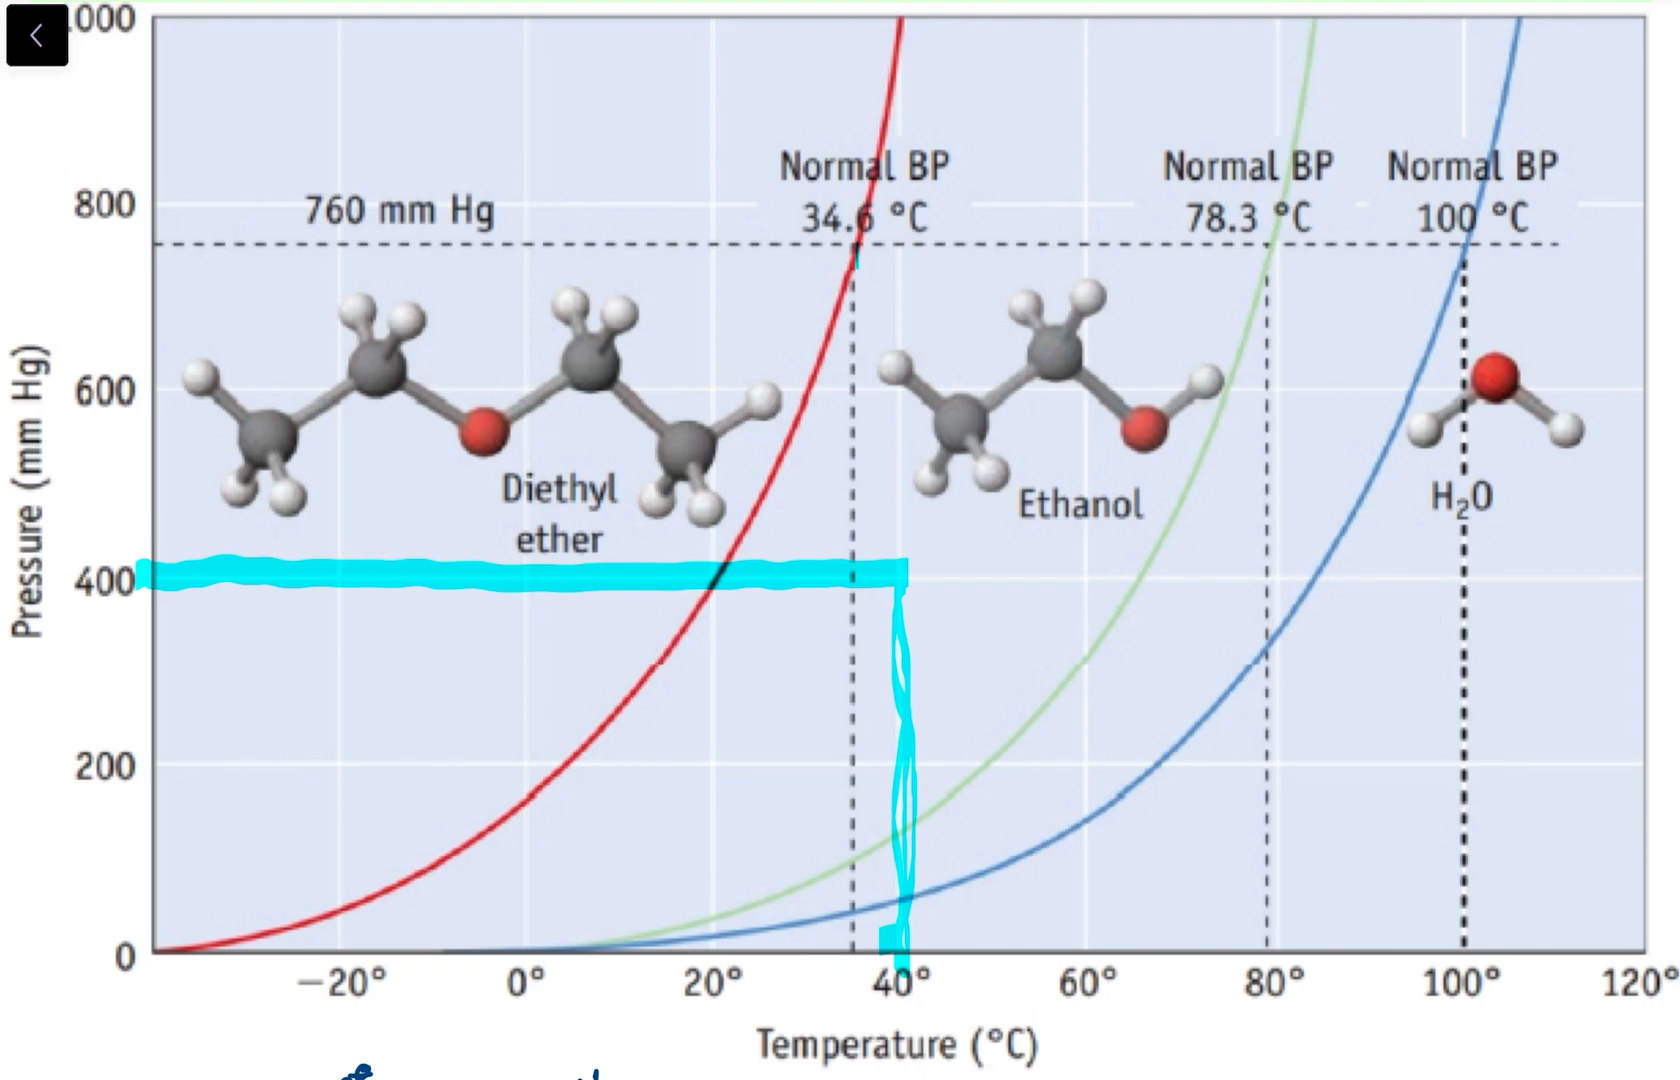 1000
800
600
400
200
0
Pressure (mm Hg)
760 mm Hg
Normal BP
34.6 °C
Normal BP
78.3 °C
Normal BP
100 °C
Diethyl
ether
Ethanol
H₂O
−20°
0°
20°
40°
60°
80°
100°
120°
Temperature (°C)